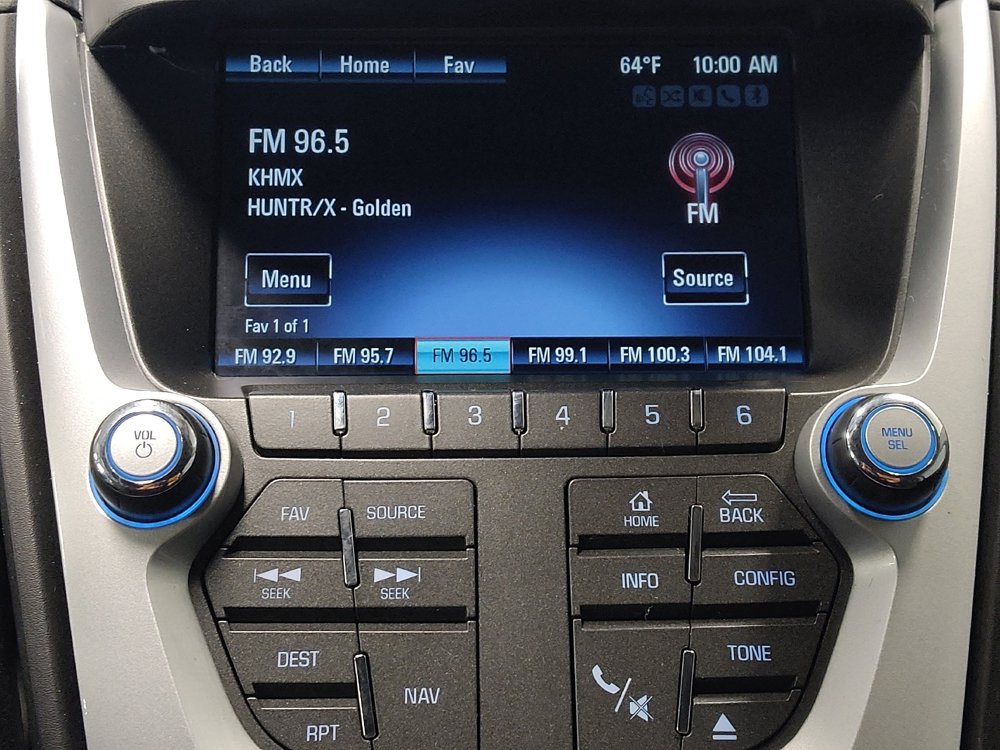 Back Home Fav 64°F 10:00 AM
FM 96.5
KHMX
HUNTR/X - Golden
FM
Menu Source
Fav 1 of 1
FM 92.9 FM 95.7 FM 96.5 FM 99.1 FM 100.3 FM 104.1
1 2 3 4 5 6
VOL
MENU
SEL
FAV SOURCE
HOME BACK
SEEK SEEK
INFO CONFIG
DEST NAV
TONE
RPT